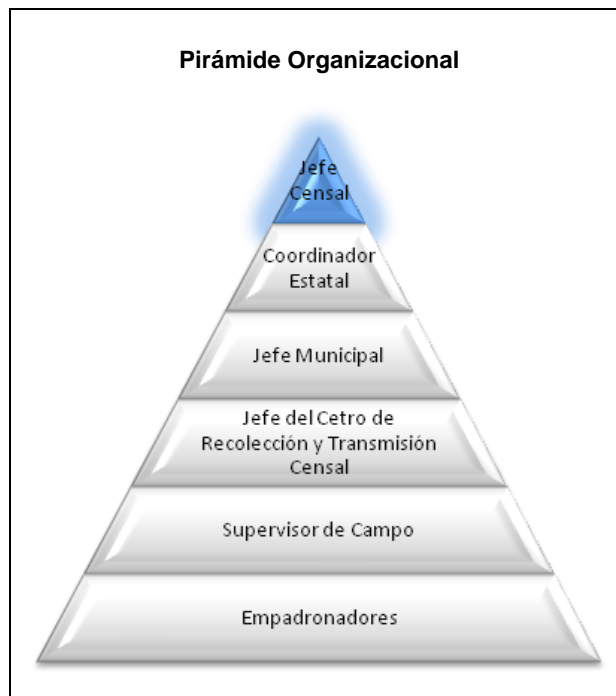 Pirámide Organizacional
Jefe
Censal
Coordinador
Estatal
Jefe Municipal
Jefe del Cetro de
Recolección y Transmisión
Censal
Supervisor de Campo
Empadronadores